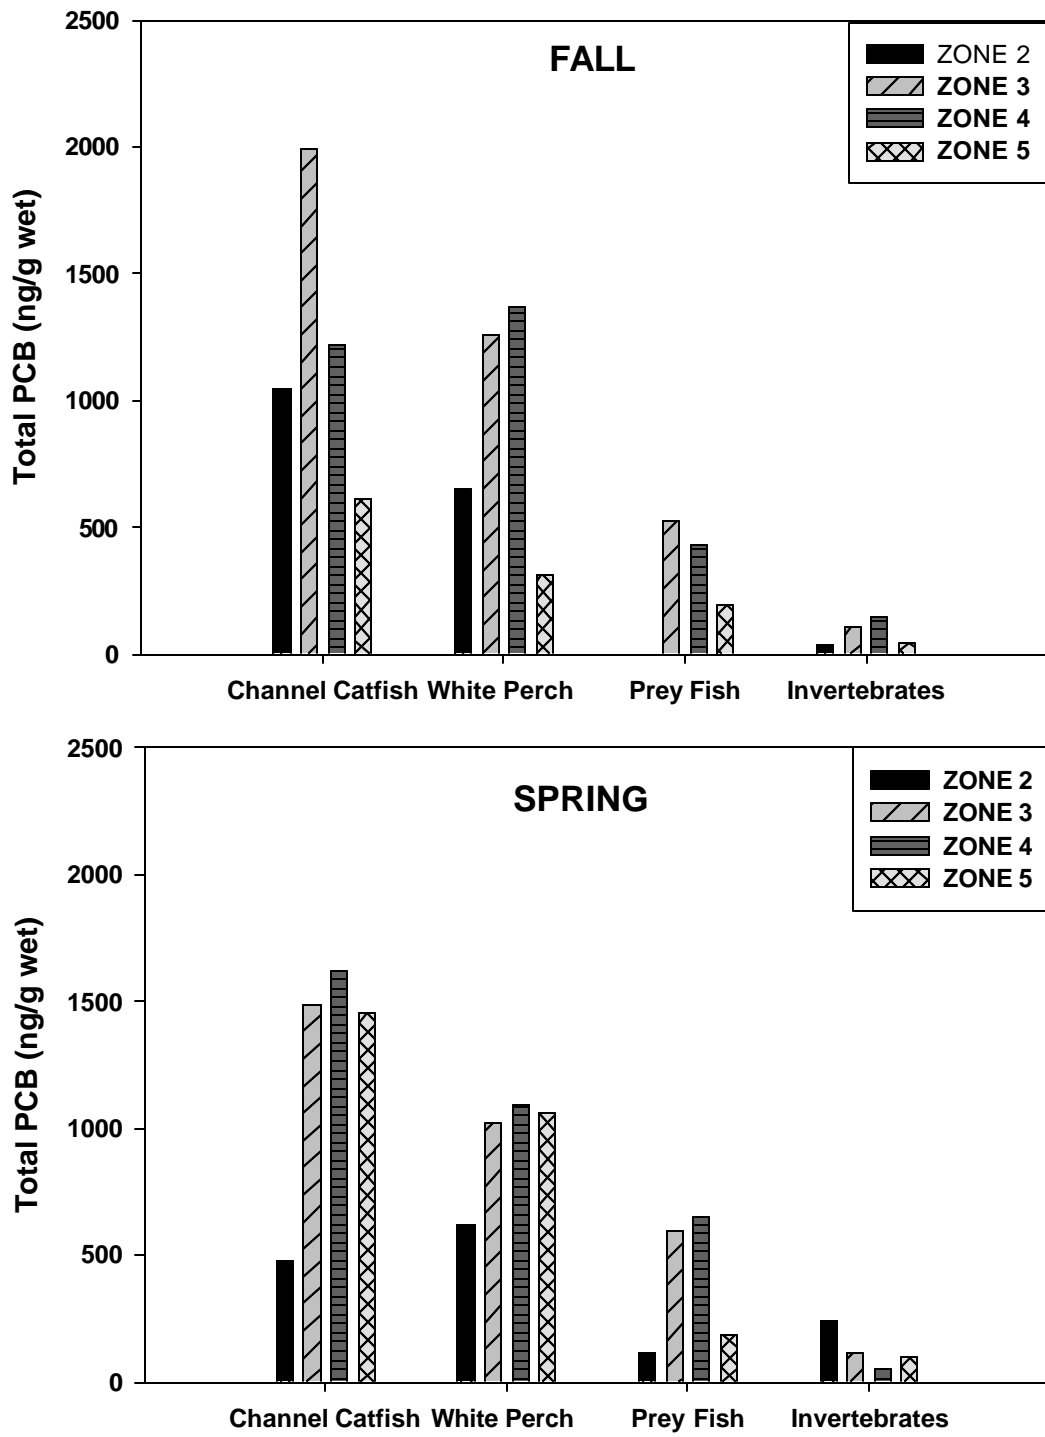 FALL
ZONE 2
ZONE 3
ZONE 4
ZONE 5
Total PCB (ng/g wet)
2500
2000
1500
1000
500
0
Channel Catfish White Perch Prey Fish Invertebrates
SPRING
ZONE 2
ZONE 3
ZONE 4
ZONE 5
Total PCB (ng/g wet)
2500
2000
1500
1000
500
0
Channel Catfish White Perch Prey Fish Invertebrates